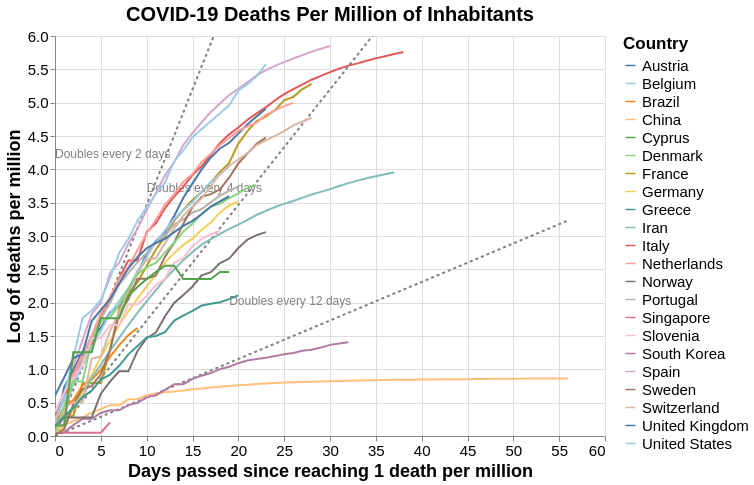 COVID-19 Deaths Per Million of Inhabitants
6.0
5.5
5.0
4.5
4.0
3.5
3.0
2.5
2.0
1.5
1.0
0.5
0.0
Log of deaths per million
Doubles every 2 days
Doubles every 4 days
Doubles every 12 days
0 5 10 15 20 25 30 35 40 45 50 55 60
Days passed since reaching 1 death per million
Country
Austria
Belgium
Brazil
China
Cyprus
Denmark
France
Germany
Greece
Iran
Italy
Netherlands
Norway
Portugal
Singapore
Slovenia
South Korea
Spain
Sweden
Switzerland
United Kingdom
United States